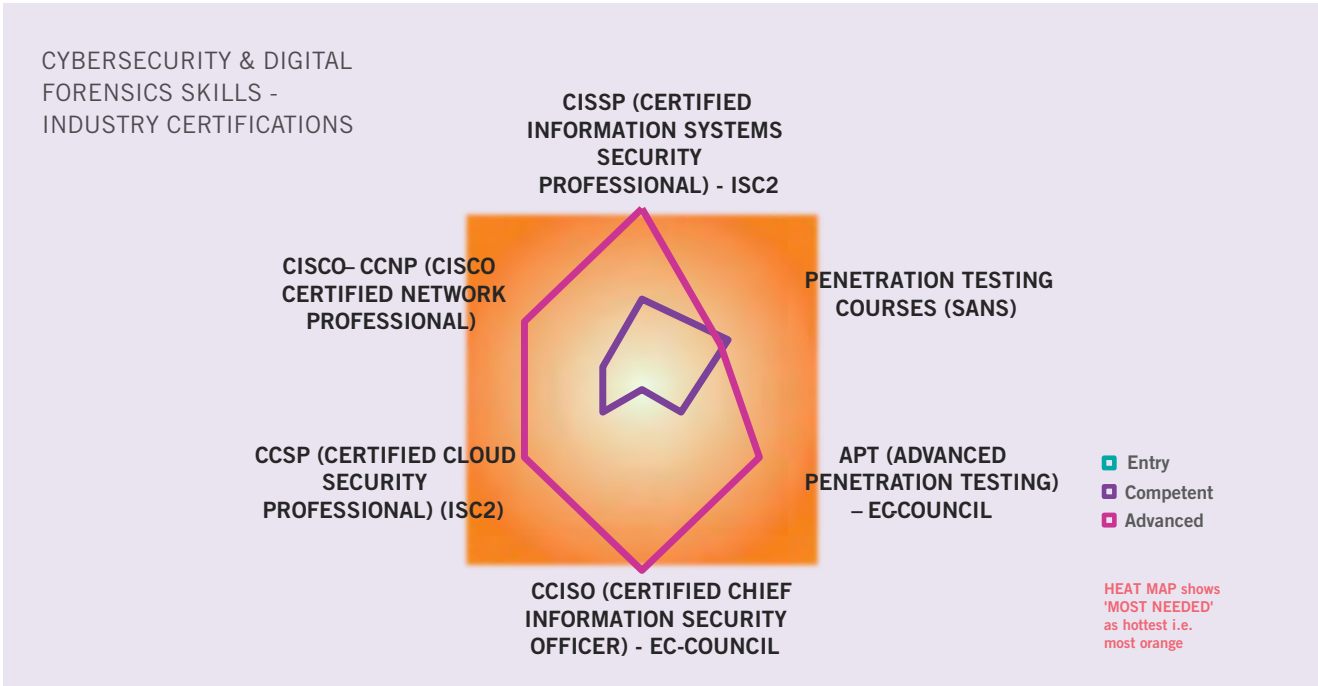 CYBERSECURITY & DIGITAL
FORENSICS SKILLS -
INDUSTRY CERTIFICATIONS
CISSP (CERTIFIED
INFORMATION SYSTEMS
SECURITY
PROFESSIONAL) - ISC2
CISCO– CCNP (CISCO
CERTIFIED NETWORK
PROFESSIONAL)
PENETRATION TESTING
COURSES (SANS)
CCSP (CERTIFIED CLOUD
SECURITY
PROFESSIONAL) (ISC2)
APT (ADVANCED
PENETRATION TESTING)
– EC-COUNCIL
CCISO (CERTIFIED CHIEF
INFORMATION SECURITY
OFFICER) - EC-COUNCIL
Entry
Competent
Advanced
HEAT MAP shows
'MOST NEEDED'
as hottest i.e.
most orange